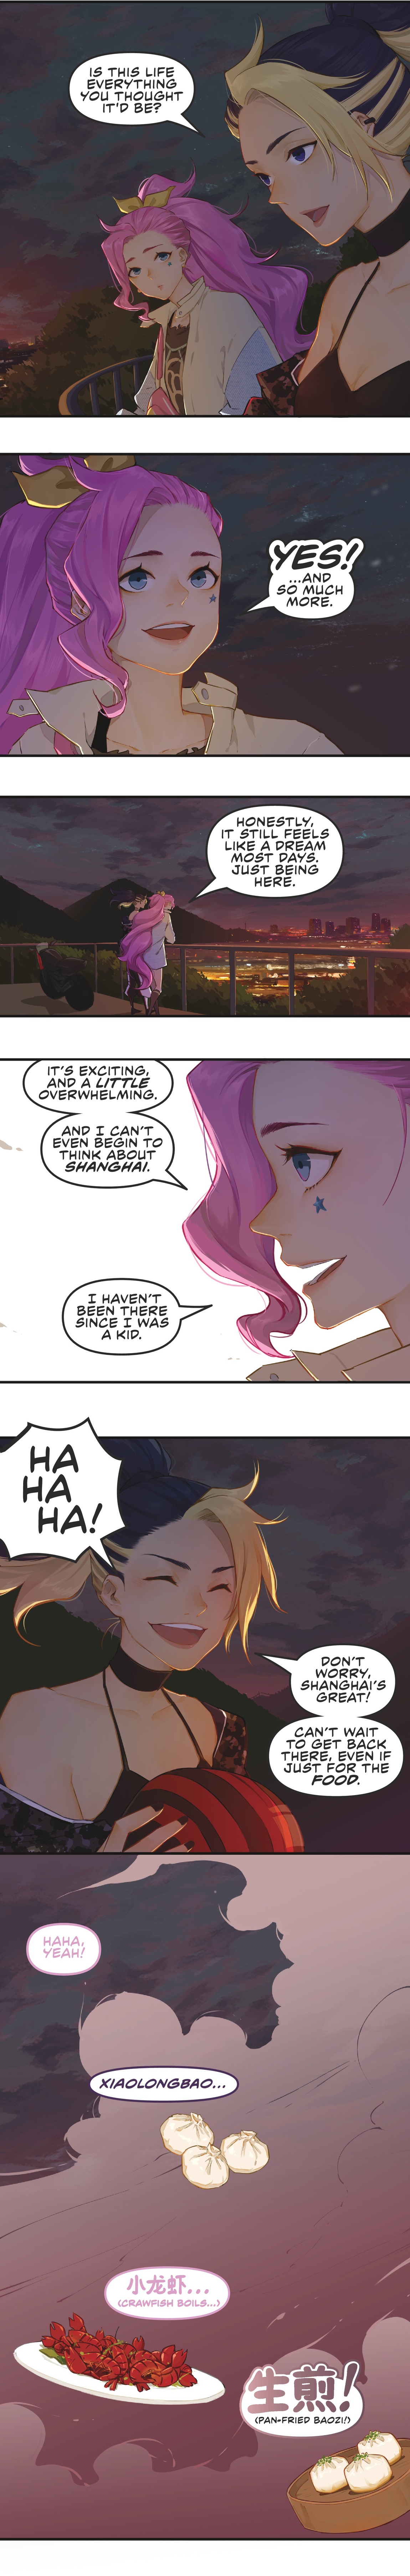 IS THIS LIFE
EVERYTHING
YOU THOUGHT
IT'D BE?
YES!
...AND
SO MUCH
MORE.
HONESTLY,
IT STILL FEELS
LIKE A DREAM
MOST DAYS.
JUST BEING
HERE.
IT'S EXCITING,
AND A LITTLE
OVERWHELMING.
AND I CAN'T
EVEN BEGIN TO
THINK ABOUT
SHANGHAI.
I HAVEN'T
BEEN THERE
SINCE I WAS
A KID.
HA
HA
HA!
DON'T
WORRY,
SHANGHAI'S
GREAT!
CAN'T WAIT
TO GET BACK
THERE, EVEN IF
JUST FOR THE
FOOD.
HAHA,
YEAH!
XIAOLONGBAO...
小龙虾...
(CRAWFISH BOILS...)
生煎!
(PAN-FRIED BAOZI!)